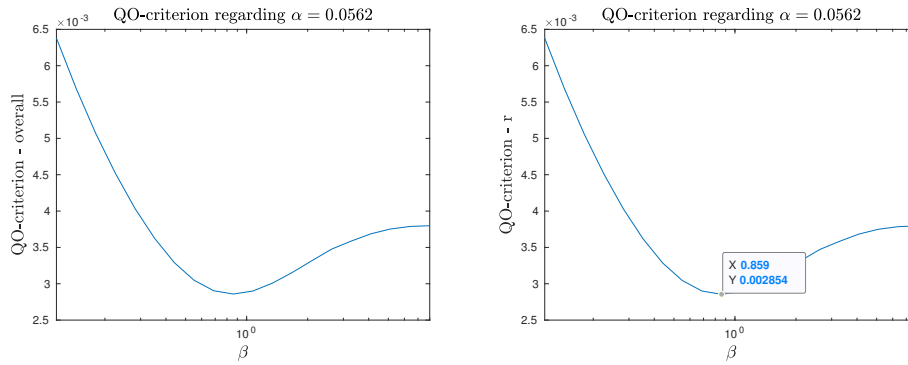 QO-criterion regarding α = 0.0562
×10⁻³
6.5
6
5.5
5
4.5
4
3.5
3
2.5
QO-criterion - overall
10⁰
β
QO-criterion regarding α = 0.0562
×10⁻³
6.5
6
5.5
5
4.5
4
3.5
3
2.5
QO-criterion - r
X 0.859
Y 0.002854
10⁰
β